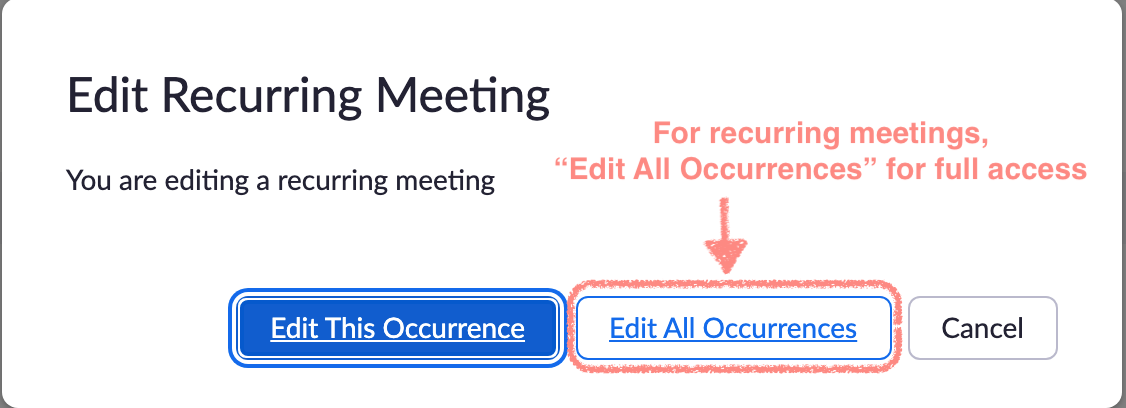 Edit Recurring Meeting
For recurring meetings,
“Edit All Occurrences” for full access
You are editing a recurring meeting
Edit This Occurrence
Edit All Occurrences
Cancel